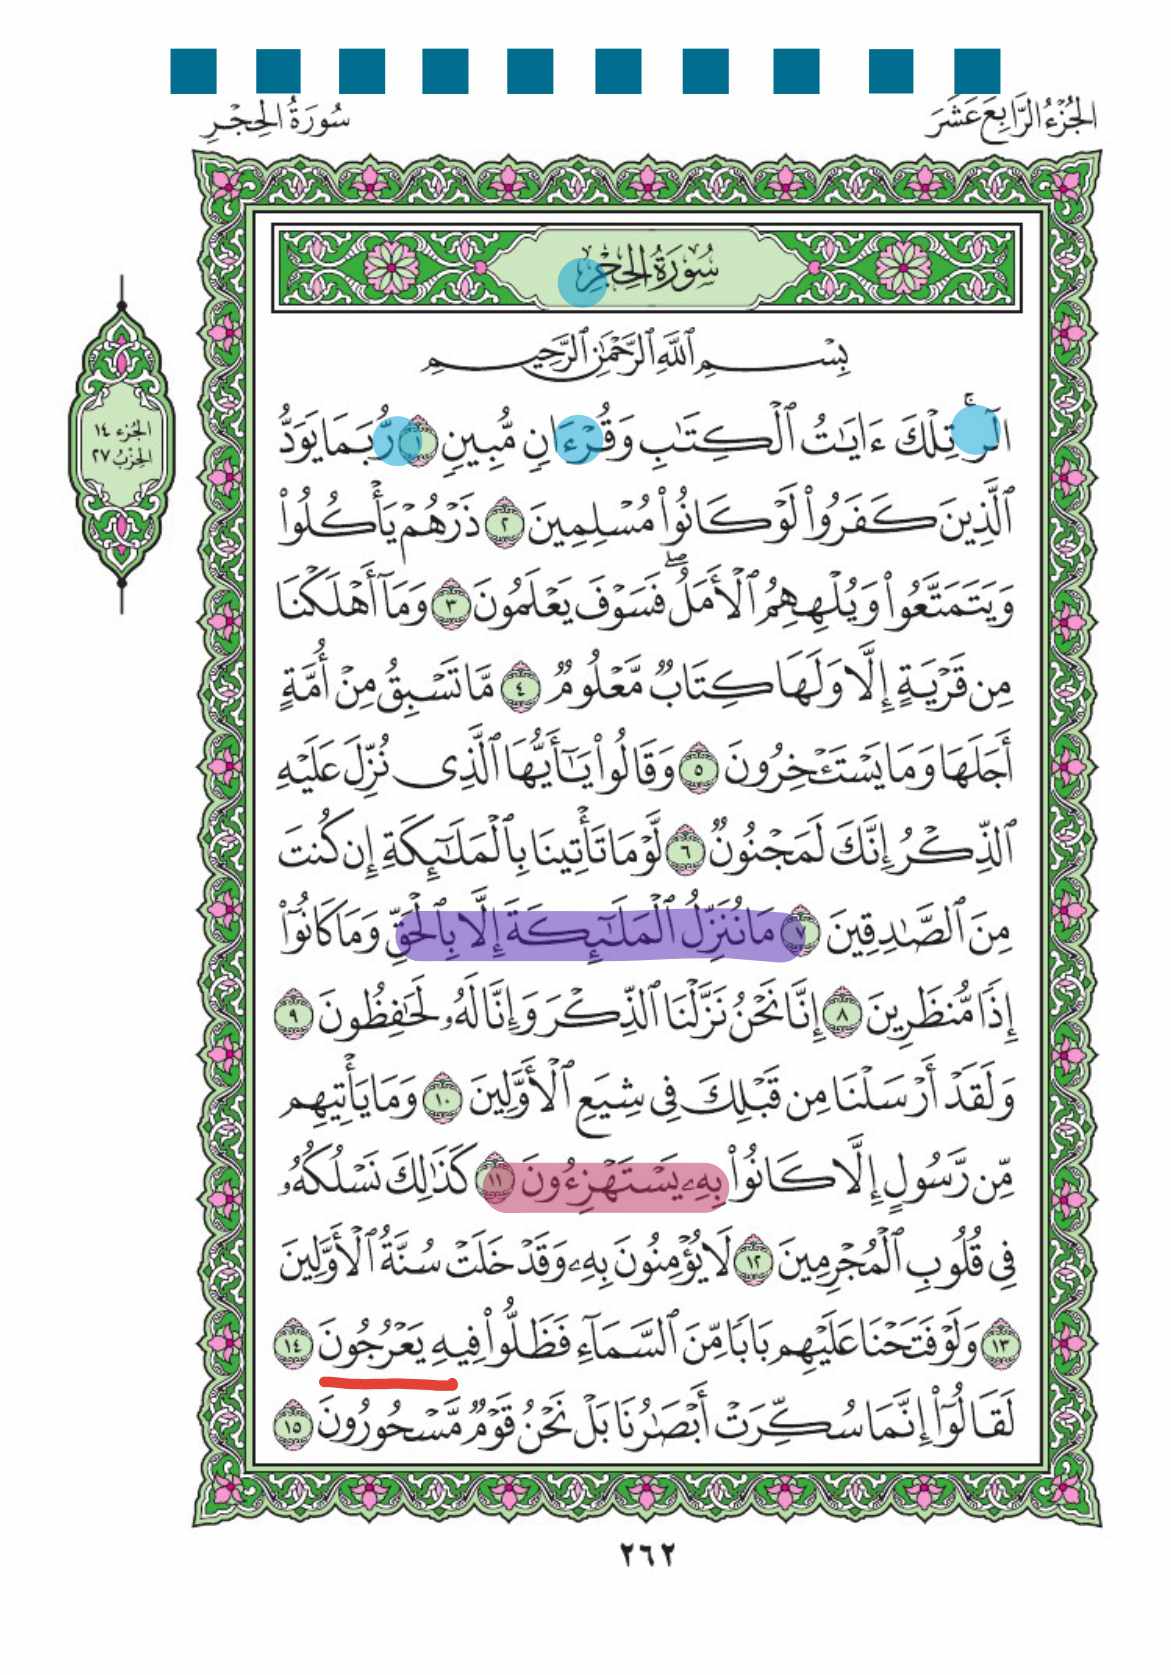 الجُزْءُ الرَّابِعَ عَشَرَ
سُورَةُ الحِجْرِ
سُورَةُ الحِجْرِ
الجزء ١٤
الحزب ٢٧
بِسْمِ ٱللَّهِ ٱلرَّحْمَٰنِ ٱلرَّحِيمِ
الٓرۚ تِلْكَ ءَايَٰتُ ٱلْكِتَٰبِ وَقُرْءَانٍ مُّبِينٍ ١ رُّبَمَا يَوَدُّ
ٱلَّذِينَ كَفَرُوا۟ لَوْ كَانُوا۟ مُسْلِمِينَ ٢ ذَرْهُمْ يَأْكُلُوا۟
وَيَتَمَتَّعُوا۟ وَيُلْهِهِمُ ٱلْأَمَلُۖ فَسَوْفَ يَعْلَمُونَ ٣ وَمَآ أَهْلَكْنَا
مِن قَرْيَةٍ إِلَّا وَلَهَا كِتَابٌ مَّعْلُومٌ ٤ مَّا تَسْبِقُ مِنْ أُمَّةٍ
أَجَلَهَا وَمَا يَسْتَـْٔخِرُونَ ٥ وَقَالُوا۟ يَٰٓأَيُّهَا ٱلَّذِى نُزِّلَ عَلَيْهِ
ٱلذِّكْرُ إِنَّكَ لَمَجْنُونٌ ٦ لَّوْ مَا تَأْتِينَا بِٱلْمَلَٰٓئِكَةِ إِن كُنتَ
مِنَ ٱلصَّٰدِقِينَ ٧ مَا نُنَزِّلُ ٱلْمَلَٰٓئِكَةَ إِلَّا بِٱلْحَقِّ وَمَا كَانُوٓا۟
إِذًا مُّنظَرِينَ ٨ إِنَّا نَحْنُ نَزَّلْنَا ٱلذِّكْرَ وَإِنَّا لَهُۥ لَحَٰفِظُونَ ٩
وَلَقَدْ أَرْسَلْنَا مِن قَبْلِكَ فِى شِيَعِ ٱلْأَوَّلِينَ ١٠ وَمَا يَأْتِيهِم
مِّن رَّسُولٍ إِلَّا كَانُوا۟ بِهِۦ يَسْتَهْزِءُونَ ١١ كَذَٰلِكَ نَسْلُكُهُۥ
فِى قُلُوبِ ٱلْمُجْرِمِينَ ١٢ لَا يُؤْمِنُونَ بِهِۦ وَقَدْ خَلَتْ سُنَّةُ ٱلْأَوَّلِينَ
١٣ وَلَوْ فَتَحْنَا عَلَيْهِم بَابًا مِّنَ ٱلسَّمَآءِ فَظَلُّوا۟ فِيهِ يَعْرُجُونَ ١٤
لَقَالُوٓا۟ إِنَّمَا سُكِّرَتْ أَبْصَٰرُنَا بَلْ نَحْنُ قَوْمٌ مَّسْحُورُونَ ١٥
٢٦٢